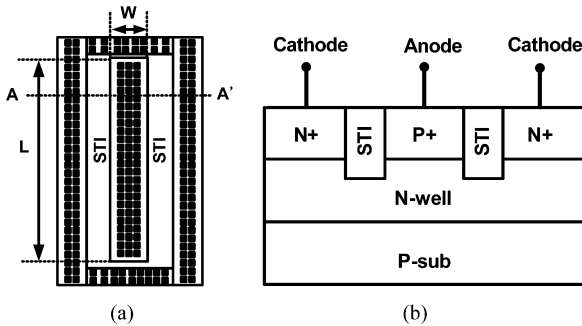 W
A
A'
L
STI
STI
(a)
Cathode
Anode
Cathode
N+
STI
P+
STI
N+
N-well
P-sub
(b)